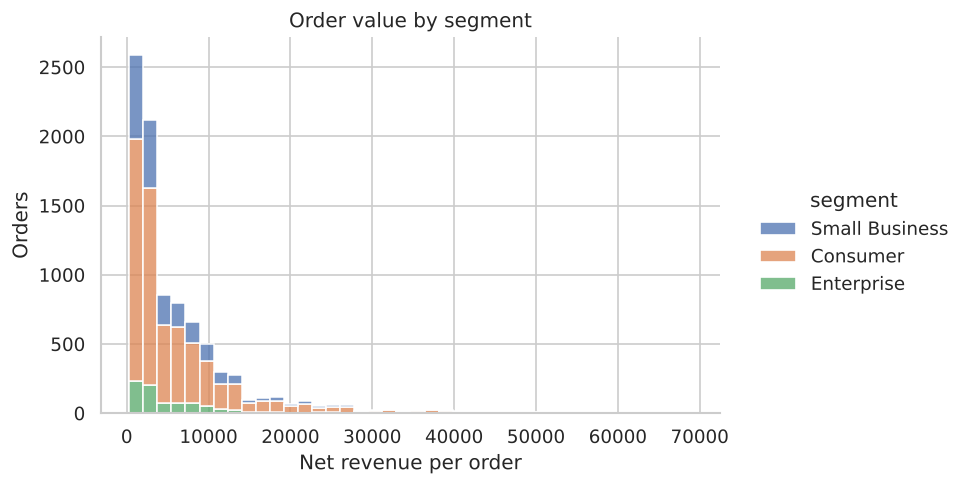 Order value by segment
2500
2000
1500
1000
500
0
Orders
0 10000 20000 30000 40000 50000 60000 70000
Net revenue per order
segment
Small Business
Consumer
Enterprise